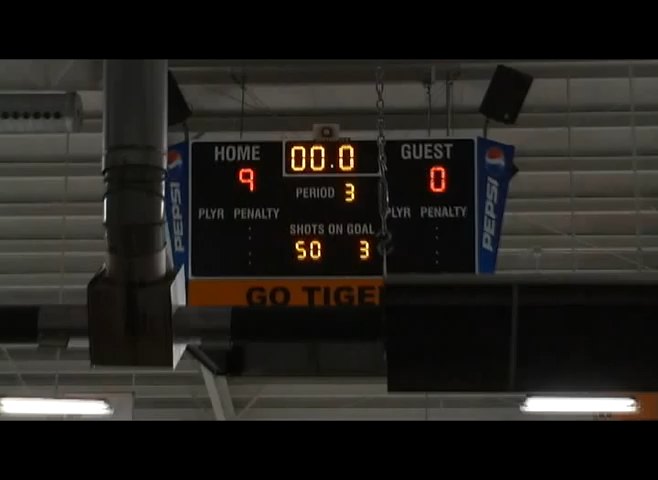 HOME 00.0 GUEST
9 PERIOD 3 0
PLYR PENALTY PLYR PENALTY
SHOTS ON GOAL
50 3
PEPSI PEPSI
GO TIGE